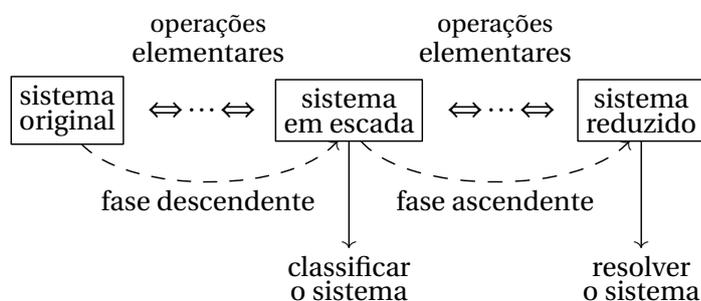 operações
elementares
operações
elementares
sistema
original
⇔ ··· ⇔
sistema
em escada
⇔ ··· ⇔
sistema
reduzido
fase descendente
fase ascendente
classificar
o sistema
resolver
o sistema